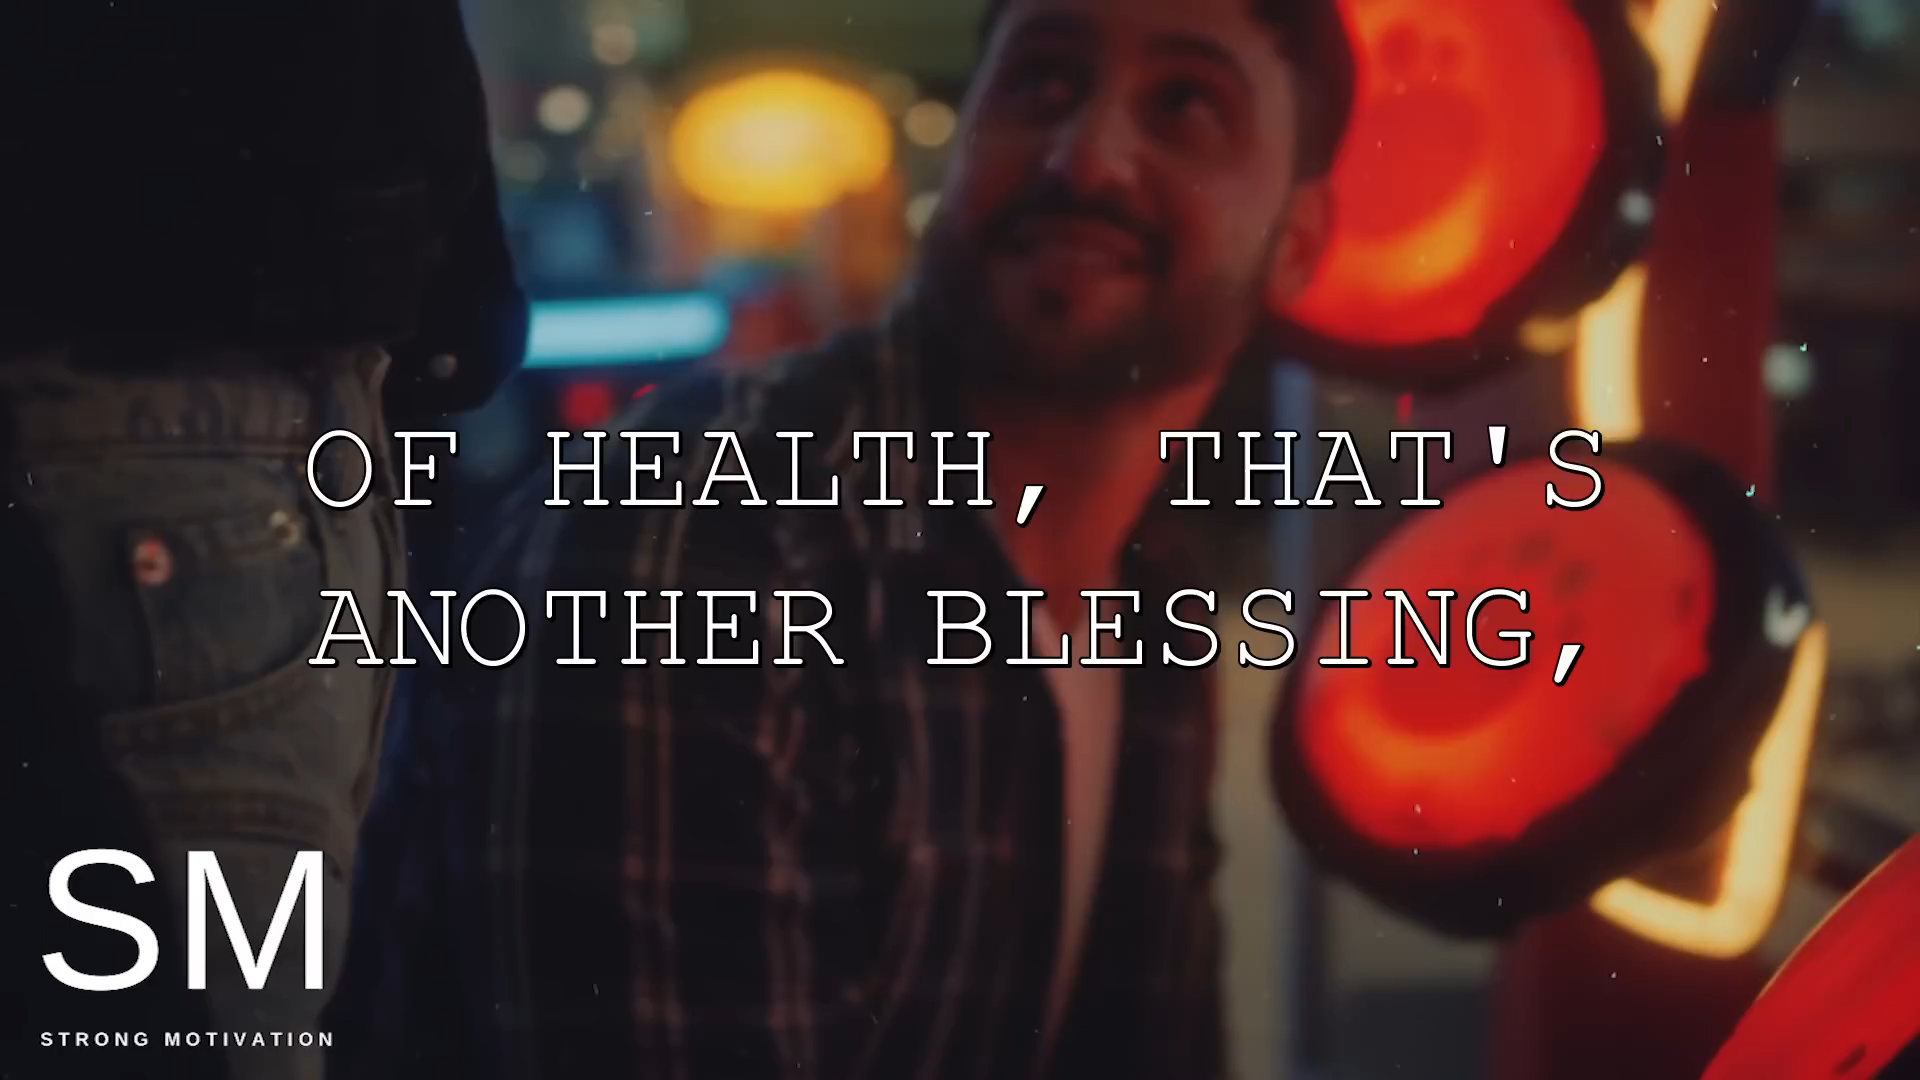 OF HEALTH, THAT'S
ANOTHER BLESSING,
SM
STRONG MOTIVATION